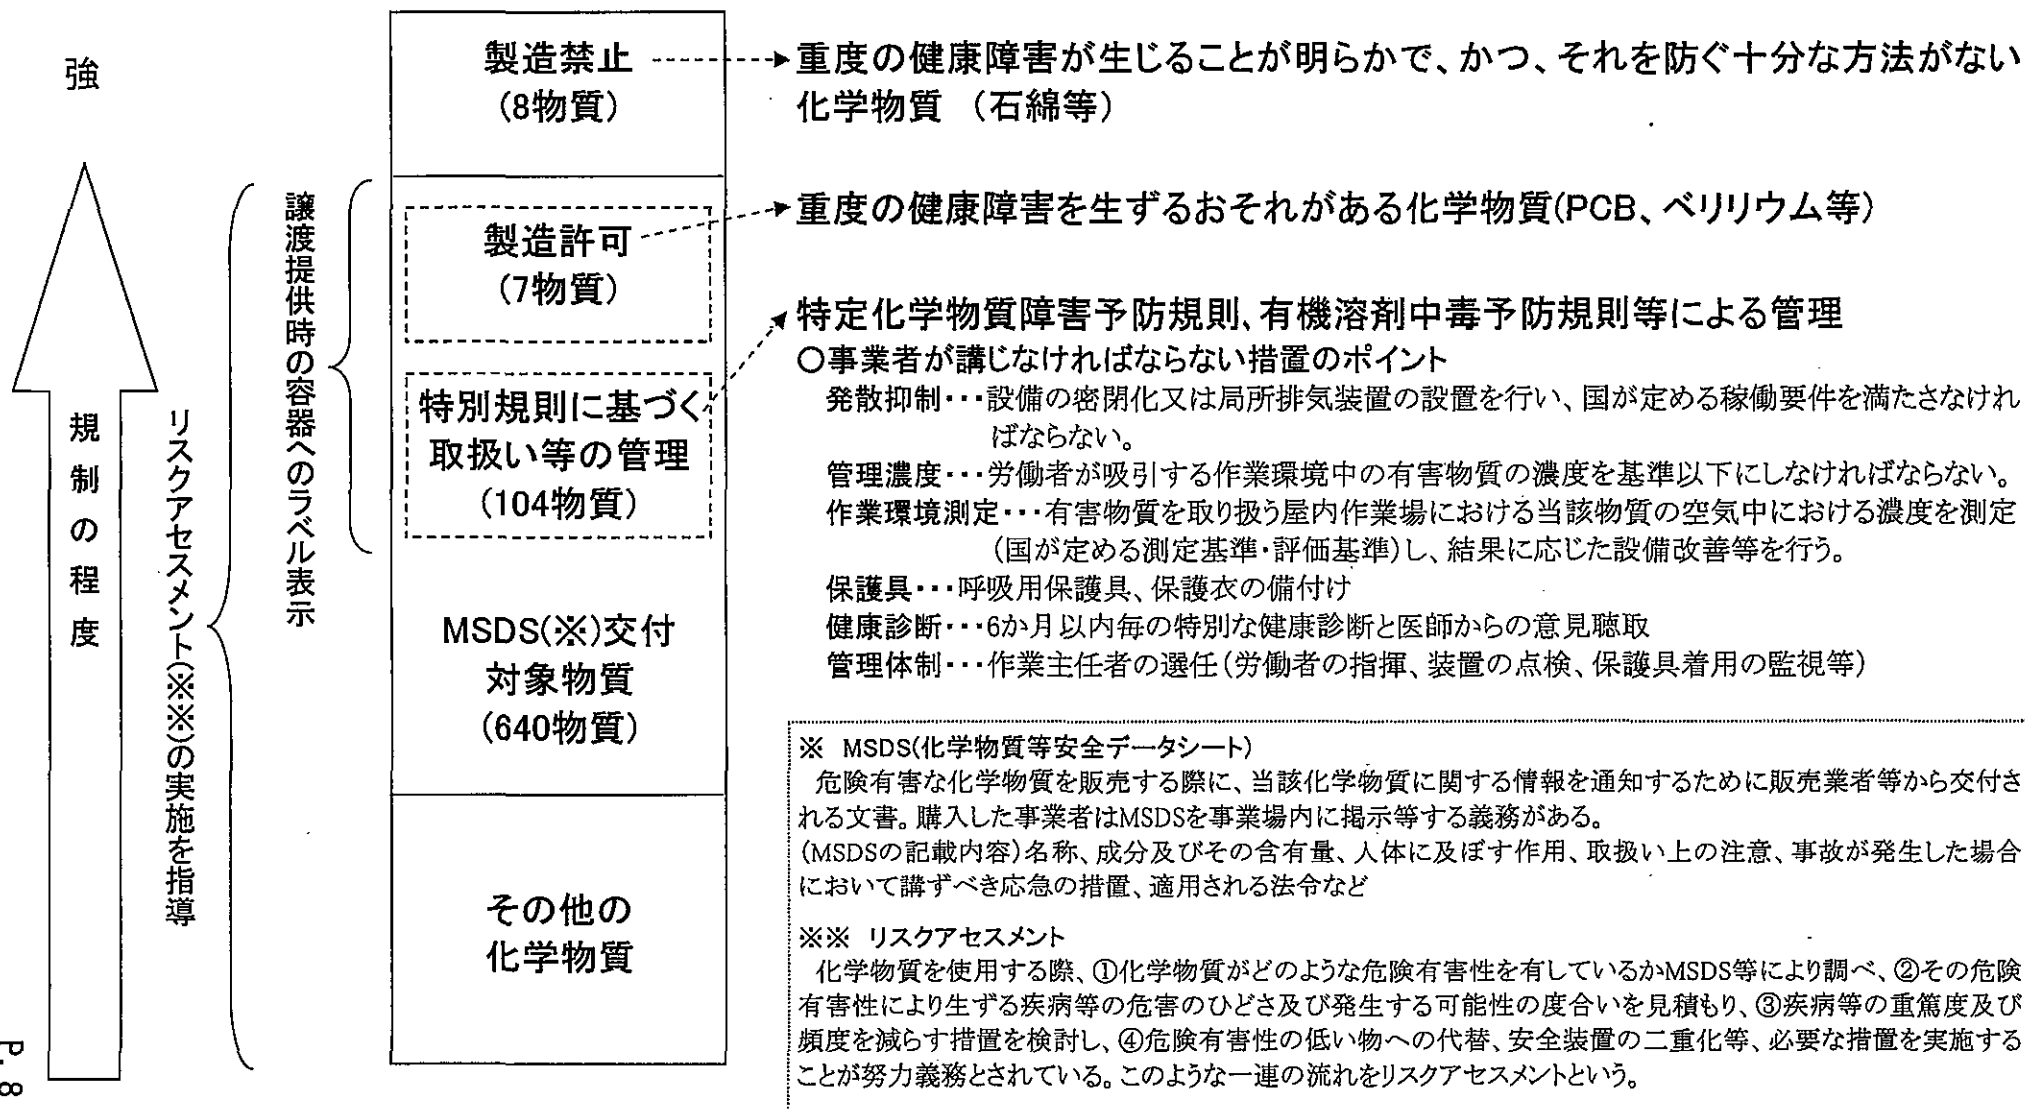 強
規制の程度
リスクアセスメント(※※)の実施を指導
譲渡提供時の容器へのラベル表示
製造禁止
(8物質)
製造許可
(7物質)
特別規則に基づく
取扱い等の管理
(104物質)
MSDS(※)交付
対象物質
(640物質)
その他の
化学物質
重度の健康障害が生じることが明らかで、かつ、それを防ぐ十分な方法がない
化学物質 (石綿等)
重度の健康障害を生ずるおそれがある化学物質(PCB、ベリリウム等)
特定化学物質障害予防規則、有機溶剤中毒予防規則等による管理
○事業者が講じなければならない措置のポイント
発散抑制・・・設備の密閉化又は局所排気装置の設置を行い、国が定める稼働要件を満たさなけれ
ばならない。
管理濃度・・・労働者が吸引する作業環境中の有害物質の濃度を基準以下にしなければならない。
作業環境測定・・・有害物質を取り扱う屋内作業場における当該物質の空気中における濃度を測定
(国が定める測定基準・評価基準)し、結果に応じた設備改善等を行う。
保護具・・・呼吸用保護具、保護衣の備付け
健康診断・・・6か月以内毎の特別な健康診断と医師からの意見聴取
管理体制・・・作業主任者の選任(労働者の指揮、装置の点検、保護具着用の監視等)
※ MSDS(化学物質等安全データシート)
危険有害な化学物質を販売する際に、当該化学物質に関する情報を通知するために販売業者等から交付さ
れる文書。購入した事業者はMSDSを事業場内に掲示等する義務がある。
(MSDSの記載内容)名称、成分及びその含有量、人体に及ぼす作用、取扱い上の注意、事故が発生した場合
において講ずべき応急の措置、適用される法令など
※※ リスクアセスメント
化学物質を使用する際、①化学物質がどのような危険有害性を有しているかMSDS等により調べ、②その危険
有害性により生ずる疾病等の危害のひどさ及び発生する可能性の度合いを見積もり、③疾病等の重篤度及び
頻度を減らす措置を検討し、④危険有害性の低い物への代替、安全装置の二重化等、必要な措置を実施する
ことが努力義務とされている。このような一連の流れをリスクアセスメントという。
P. 8